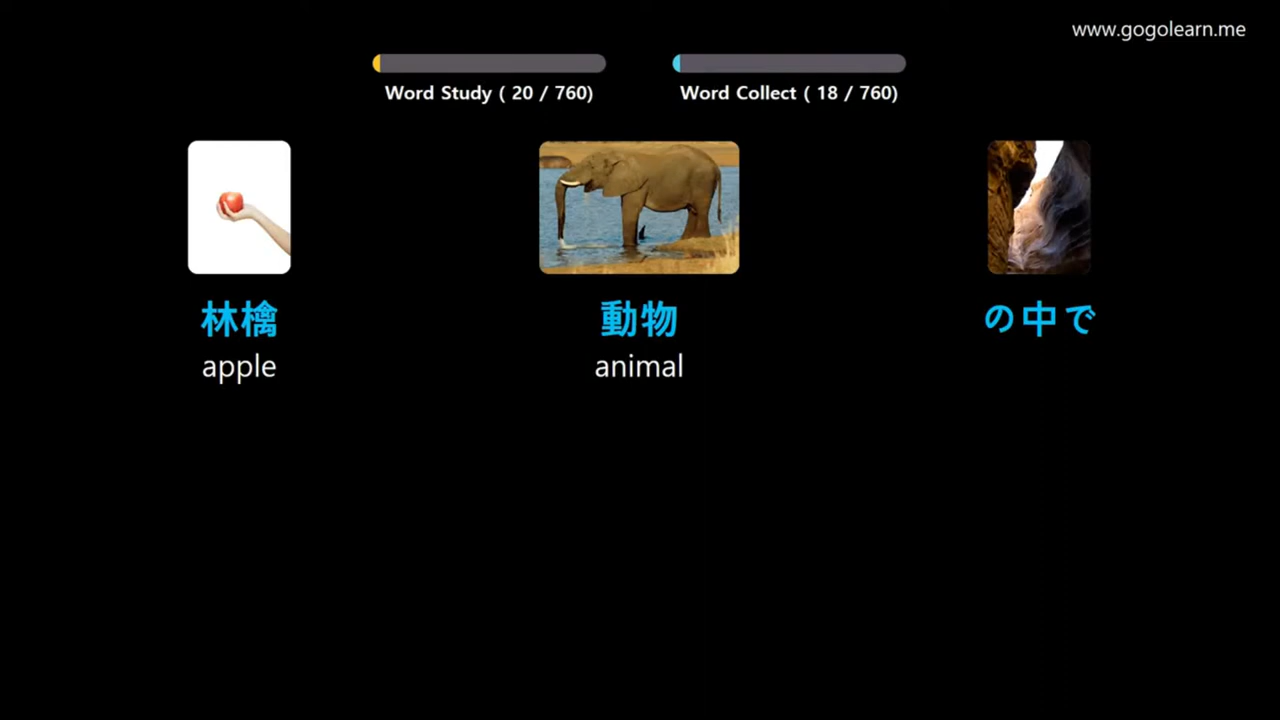 www.gogolearn.me
Word Study ( 20 / 760)
Word Collect ( 18 / 760)
林檎
apple
動物
animal
の中で